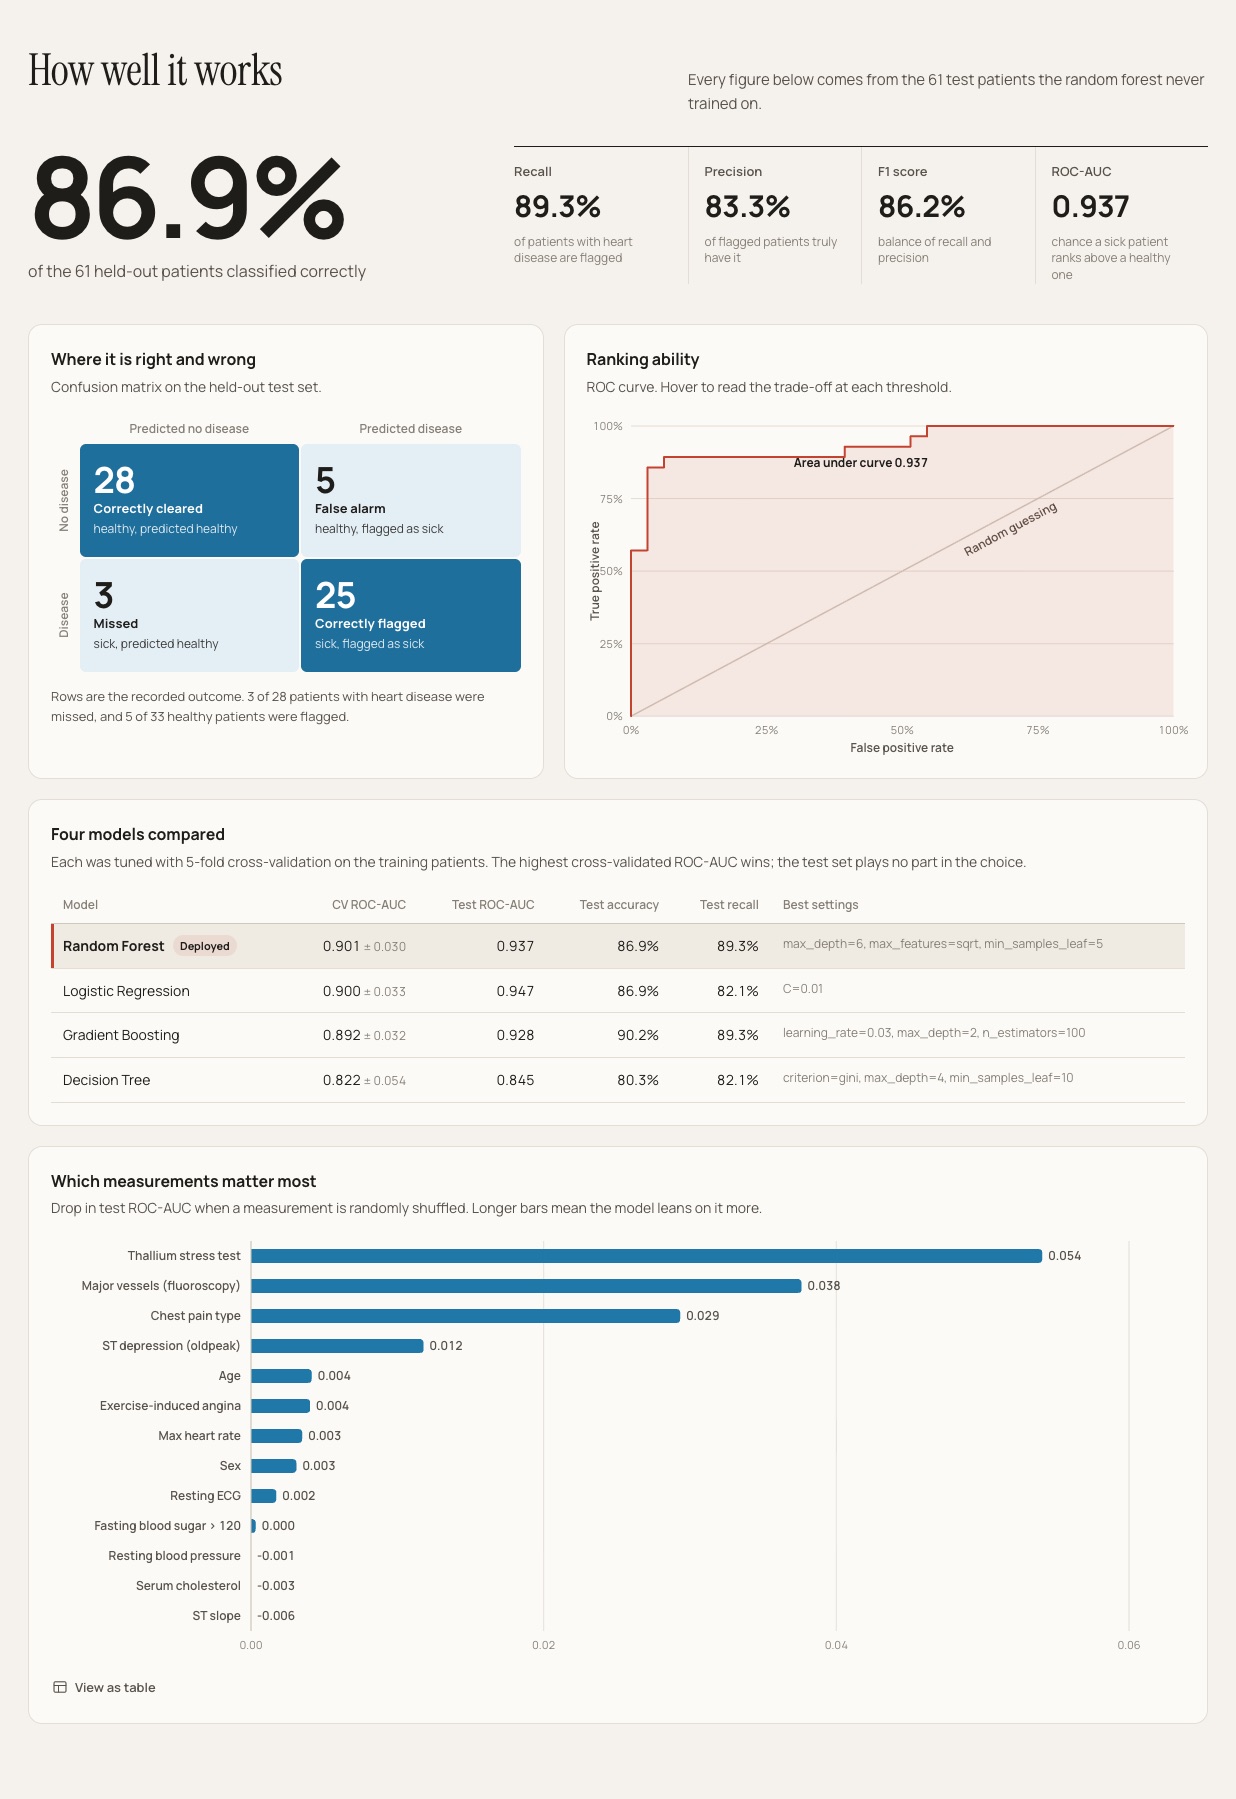 How well it works
Every figure below comes from the 61 test patients the random forest never
trained on.
86.9%
of the 61 held-out patients classified correctly
Recall
89.3%
of patients with heart
disease are flagged
Precision
83.3%
of flagged patients truly
have it
F1 score
86.2%
balance of recall and
precision
ROC-AUC
0.937
chance a sick patient
ranks above a healthy
one
Where it is right and wrong
Confusion matrix on the held-out test set.
Predicted no disease
Predicted disease
No disease
28
Correctly cleared
healthy, predicted healthy
5
False alarm
healthy, flagged as sick
Disease
3
Missed
sick, predicted healthy
25
Correctly flagged
sick, flagged as sick
Rows are the recorded outcome. 3 of 28 patients with heart disease were
missed, and 5 of 33 healthy patients were flagged.
Ranking ability
ROC curve. Hover to read the trade-off at each threshold.
100%
75%
50%
25%
0%
True positive rate
Area under curve 0.937
Random guessing
0% 25% 50% 75% 100%
False positive rate
Four models compared
Each was tuned with 5-fold cross-validation on the training patients. The highest cross-validated ROC-AUC wins; the test set plays no part in the choice.
Model CV ROC-AUC Test ROC-AUC Test accuracy Test recall Best settings
Random Forest Deployed 0.901 ± 0.030 0.937 86.9% 89.3% max_depth=6, max_features=sqrt, min_samples_leaf=5
Logistic Regression 0.900 ± 0.033 0.947 86.9% 82.1% C=0.01
Gradient Boosting 0.892 ± 0.032 0.928 90.2% 89.3% learning_rate=0.03, max_depth=2, n_estimators=100
Decision Tree 0.822 ± 0.054 0.845 80.3% 82.1% criterion=gini, max_depth=4, min_samples_leaf=10
Which measurements matter most
Drop in test ROC-AUC when a measurement is randomly shuffled. Longer bars mean the model leans on it more.
Thallium stress test 0.054
Major vessels (fluoroscopy) 0.038
Chest pain type 0.029
ST depression (oldpeak) 0.012
Age 0.004
Exercise-induced angina 0.004
Max heart rate 0.003
Sex 0.003
Resting ECG 0.002
Fasting blood sugar > 120 0.000
Resting blood pressure -0.001
Serum cholesterol -0.003
ST slope -0.006
0.00 0.02 0.04 0.06
View as table